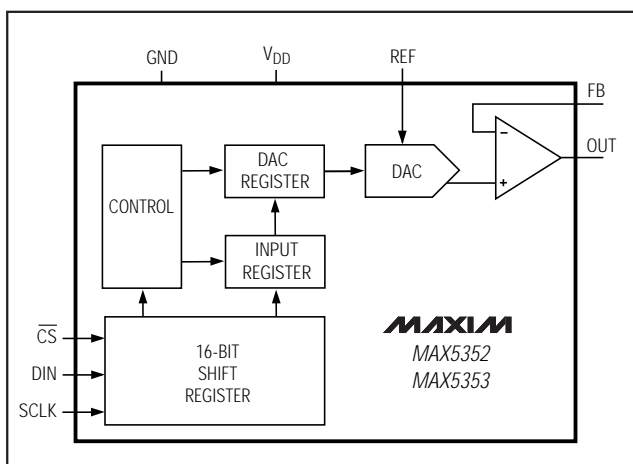 GND
VDD
REF
FB
OUT
DAC
REGISTER
DAC
CONTROL
INPUT
REGISTER
CS
DIN
SCLK
16-BIT
SHIFT
REGISTER
MAXIM
MAX5352
MAX5353
−
+